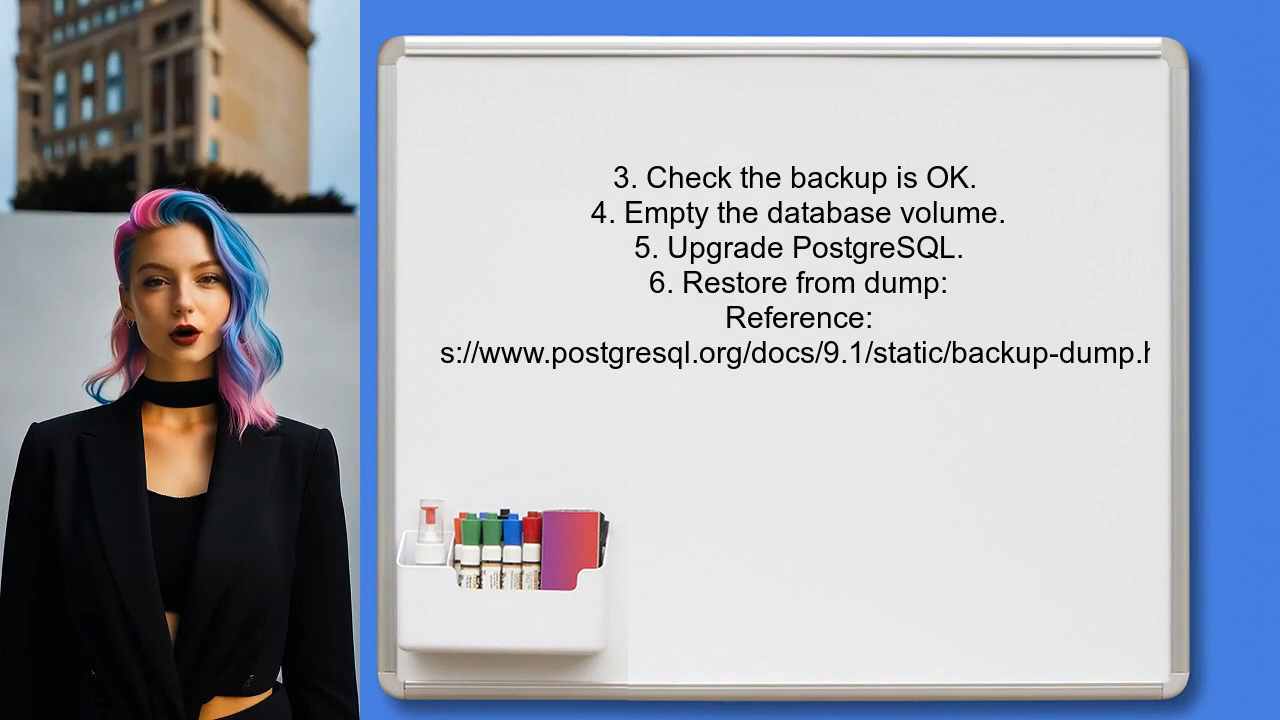 3. Check the backup is OK.
4. Empty the database volume.
5. Upgrade PostgreSQL.
6. Restore from dump:
Reference:
s://www.postgresql.org/docs/9.1/static/backup-dump.h